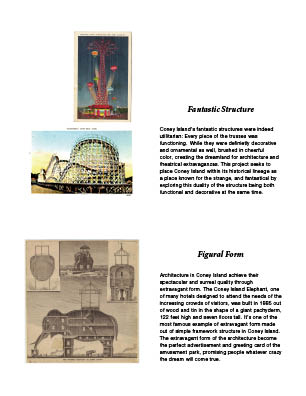 Fantastic Structure
Coney Island's fantastic structures were indeed
utilitarian: Every piece of the trusses was
functioning. While they were definietly decorative
and ornamental as well, brushed in cheerful
color, creating the dreamland for architecture and
theatrical extravaganzas. This project seeks to
place Coney Island within its historical lineage as
a place known for the strange, and fantastical by
exploring this duality of the structure being both
functional and decorative at the same time.
Figural Form
Architecture in Coney Island achieve their
spectacular and surreal quality through
extravagant form. The Coney Island Elephant, one
of many hotels designed to attend the needs of the
increasing crowds of visitors, was built in 1885 out
of wood and tin in the shape of a giant pachyderm,
122 feet high and seven floors tall. It's one of the
most famous example of extravagant form made
out of simple framework structure in Coney Island.
The extravagant form of the architecture become
the perfect advertisement and greeting card of the
amusement park, promising people whatever crazy
the dream will come true.